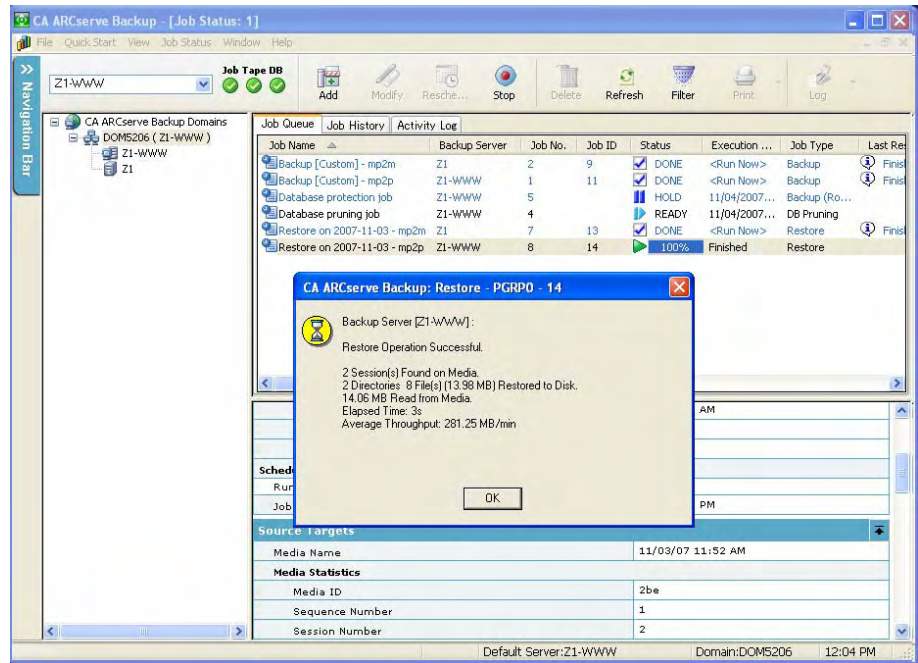 CA ARCserve Backup - [Job Status: 1]
File Quick Start View Job Status Window Help
Navigation Bar
Z1-WWW
Job Tape DB
Add Modify Resche... Stop Delete Refresh Filter Print Log
CA ARCserve Backup Domains
DOM5206 ( Z1-WWW )
Z1-WWW
Z1
Job Queue Job History Activity Log
Job Name Backup Server Job No. Job ID Status Execution ... Job Type Last Res
Backup [Custom] - mp2m Z1 2 9 DONE <Run Now> Backup Finish
Backup [Custom] - mp2p Z1-WWW 1 11 DONE <Run Now> Backup Finish
Database protection job Z1-WWW 5 HOLD 11/04/2007... Backup (Ro...
Database pruning job Z1-WWW 4 READY 11/04/2007... DB Pruning
Restore on 2007-11-03 - mp2m Z1 7 13 DONE <Run Now> Restore Finish
Restore on 2007-11-03 - mp2p Z1-WWW 8 14 100% Finished Restore
CA ARCserve Backup: Restore - PGRP0 - 14
Backup Server [Z1-WWW] :
Restore Operation Successful.
2 Session(s) Found on Media.
2 Directories 8 File(s) (13.98 MB) Restored to Disk.
14.06 MB Read from Media.
Elapsed Time: 3s
Average Throughput: 281.25 MB/min
OK
AM
Sched
Run
Job PM
Source Targets
Media Name 11/03/07 11:52 AM
Media Statistics
Media ID 2be
Sequence Number 1
Session Number 2
Default Server:Z1-WWW Domain:DOM5206 12:04 PM